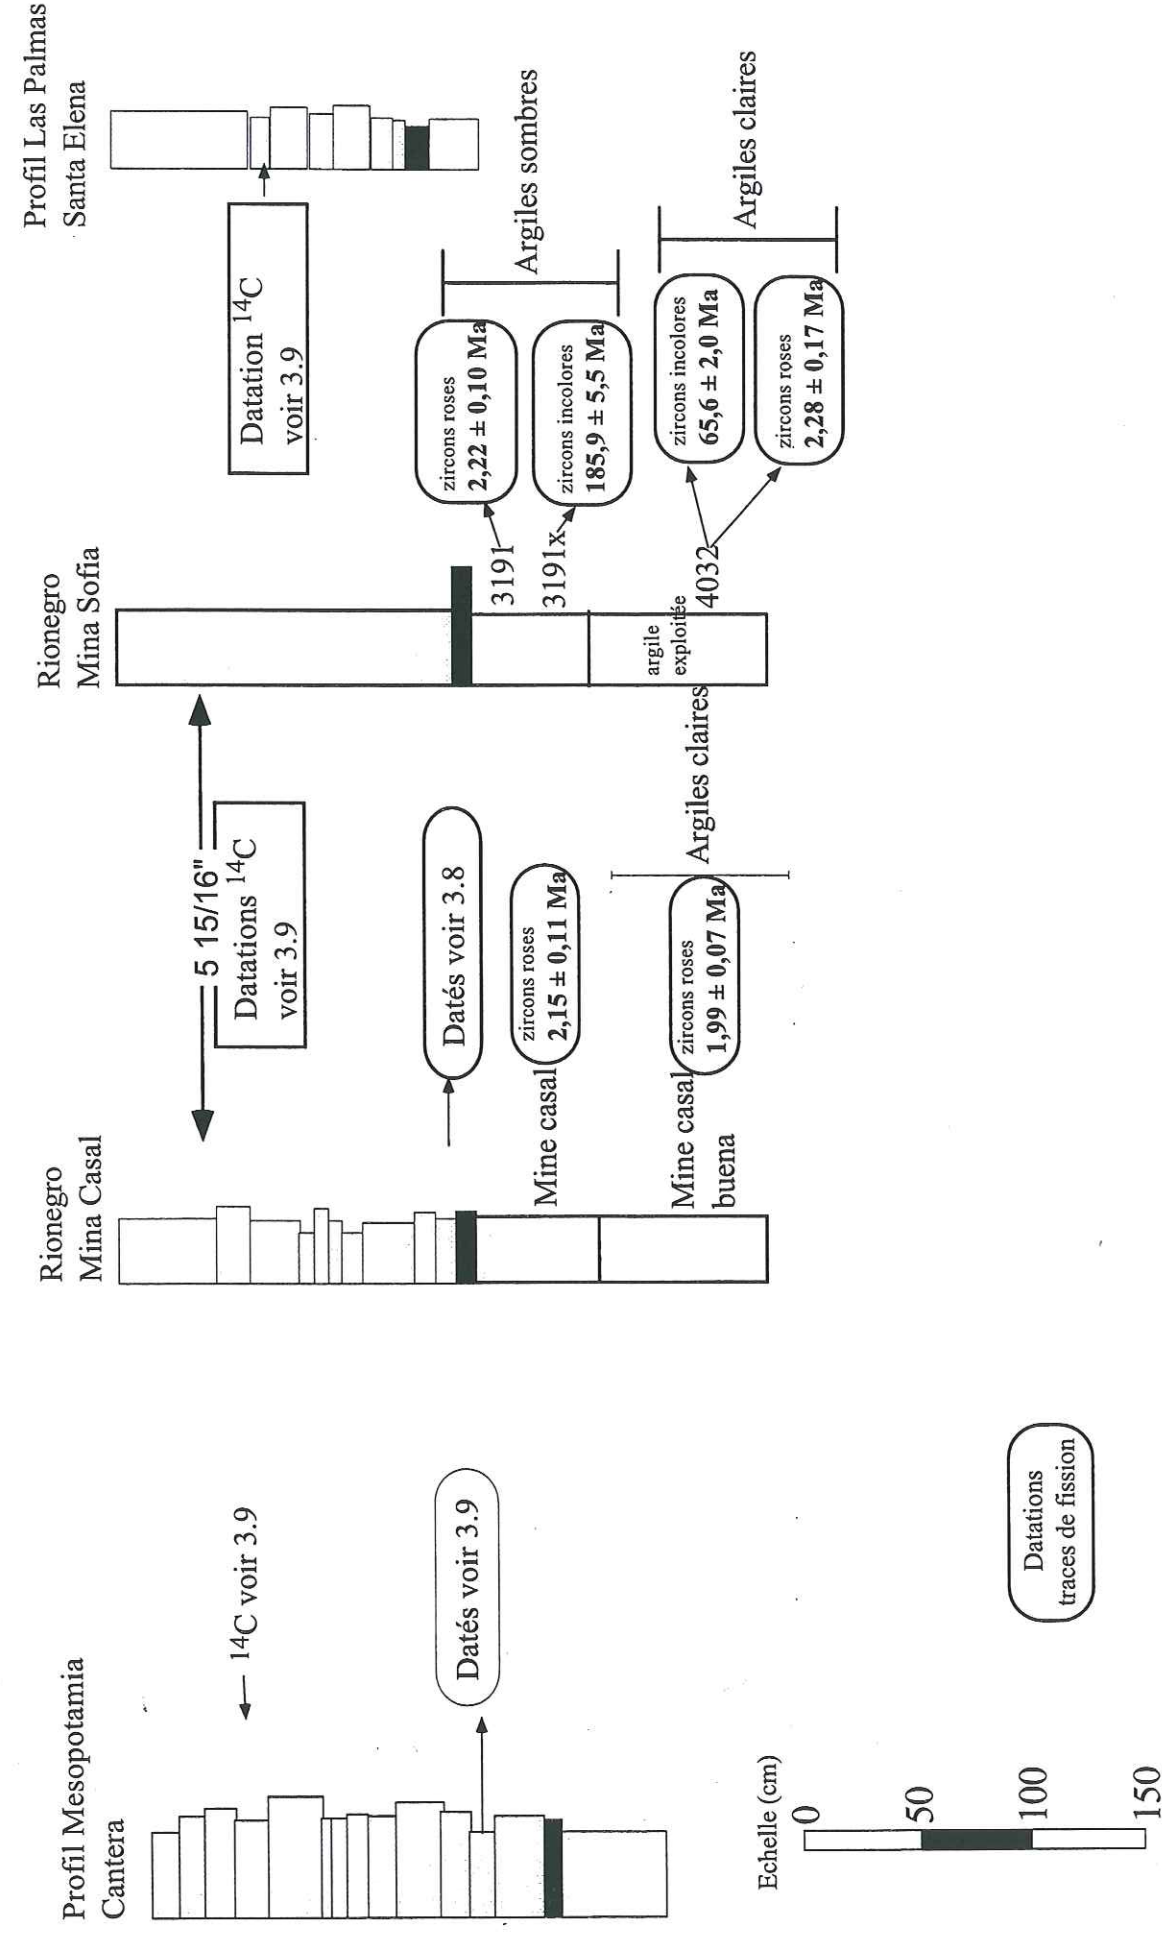 Profil Mesopotamia
Cantera
¹⁴C voir 3.9
Datés voir 3.9
Echelle (cm)
0
50
100
150
Datations
traces de fission
Rionegro
Mina Casal
5 15/16"
Datations ¹⁴C
voir 3.9
Datés voir 3.8
Mine casal
zircons roses
2,15 ± 0,11 Ma
Mine casal
buena
zircons roses
1,99 ± 0,07 Ma
Argiles claires
Rionegro
Mina Sofia
argile
exploitée
3191
zircons roses
2,22 ± 0,10 Ma
3191x
zircons incolores
185,9 ± 5,5 Ma
Argiles sombres
4032
zircons incolores
65,6 ± 2,0 Ma
zircons roses
2,28 ± 0,17 Ma
Argiles claires
Profil Las Palmas
Santa Elena
Datation ¹⁴C
voir 3.9